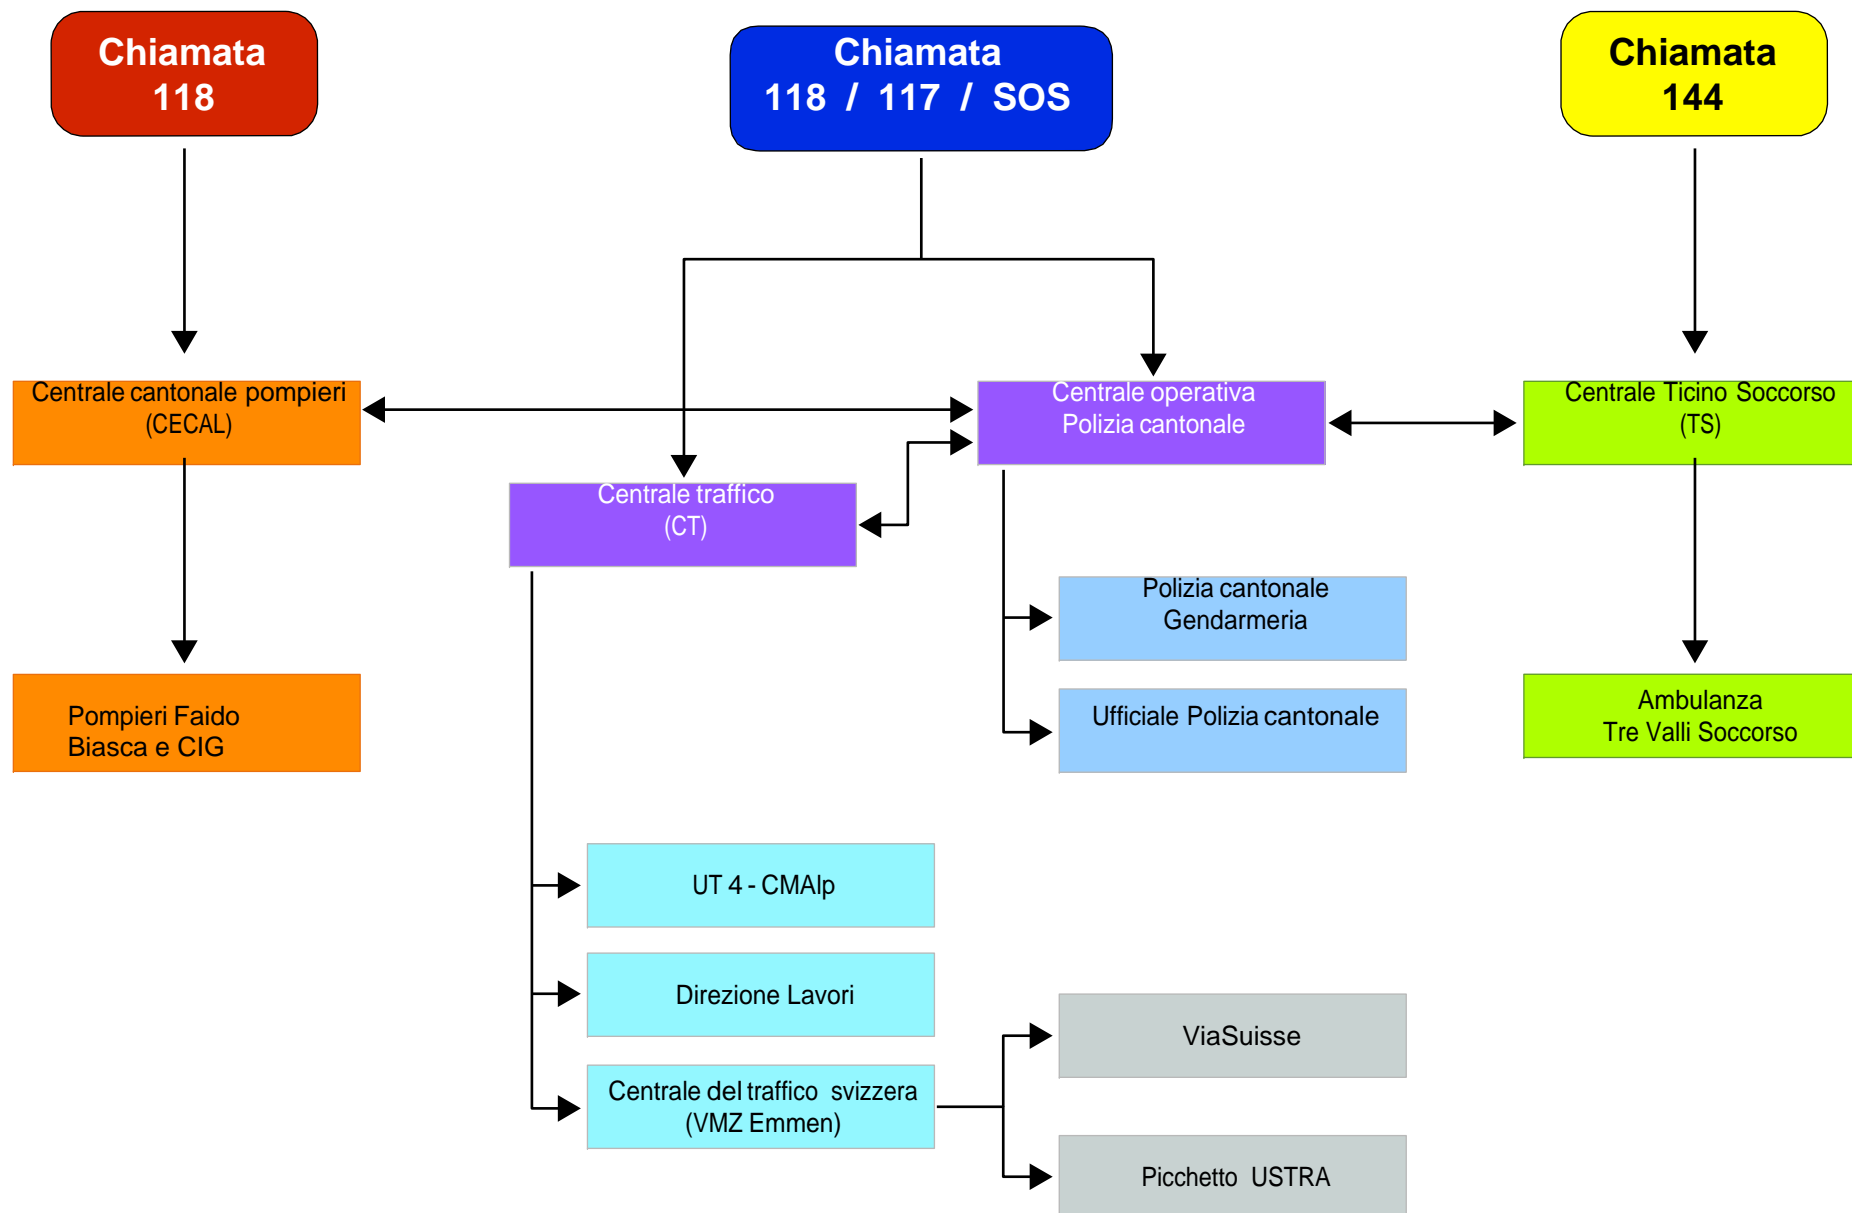 Chiamata
118
Chiamata
118 / 117 / SOS
Chiamata
144
Centrale cantonale pompieri
(CECAL)
Centrale operativa
Polizia cantonale
Centrale Ticino Soccorso
(TS)
Centrale traffico
(CT)
Polizia cantonale
Gendarmeria
Pompieri Faido
Biasca e CIG
Ufficiale Polizia cantonale
Ambulanza
Tre Valli Soccorso
UT 4 - CMAlp
Direzione Lavori
ViaSuisse
Centrale del traffico svizzera
(VMZ Emmen)
Picchetto USTRA